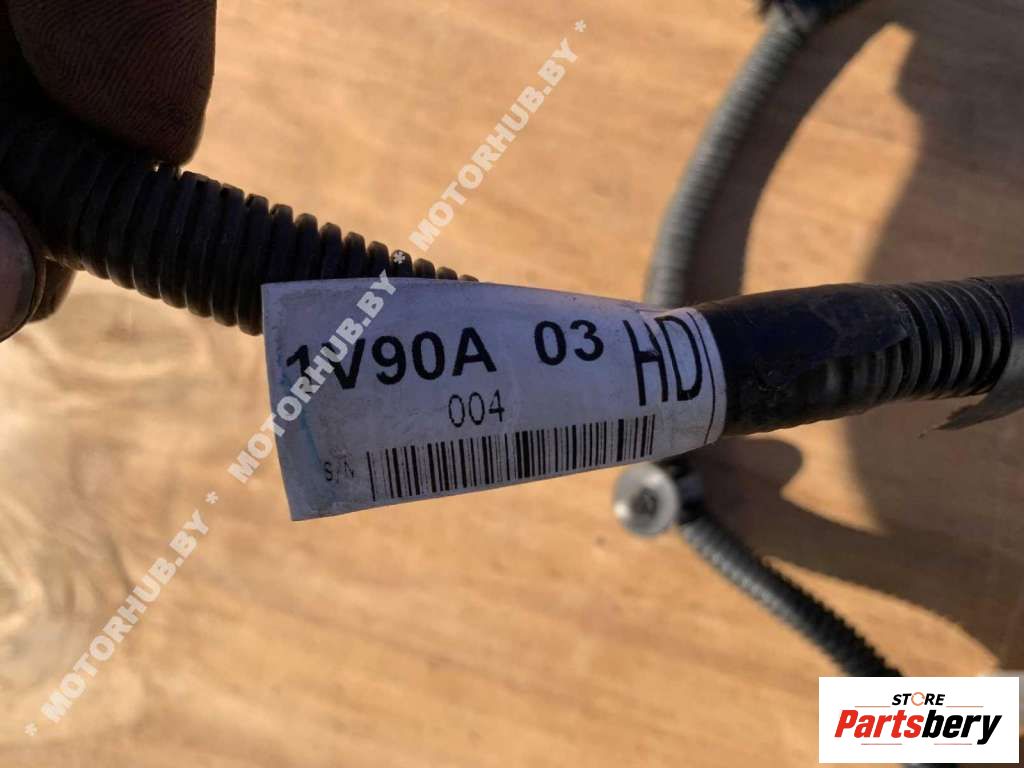 1V90A 03 HD
004
S/N
* MOTORHUB.BY * MOTORHUB.BY * MOTORHUB.BY *
STORE
Partsbery